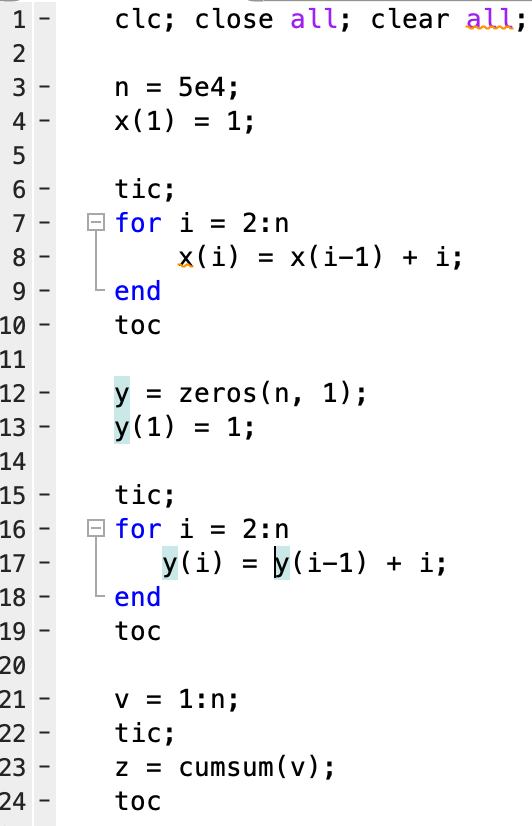 1 - clc; close all; clear all;
2
3 - n = 5e4;
4 - x(1) = 1;
5
6 - tic;
7 - for i = 2:n
8 - x(i) = x(i-1) + i;
9 - end
10 - toc
11
12 - y = zeros(n, 1);
13 - y(1) = 1;
14
15 - tic;
16 - for i = 2:n
17 - y(i) = y(i-1) + i;
18 - end
19 - toc
20
21 - v = 1:n;
22 - tic;
23 - z = cumsum(v);
24 - toc